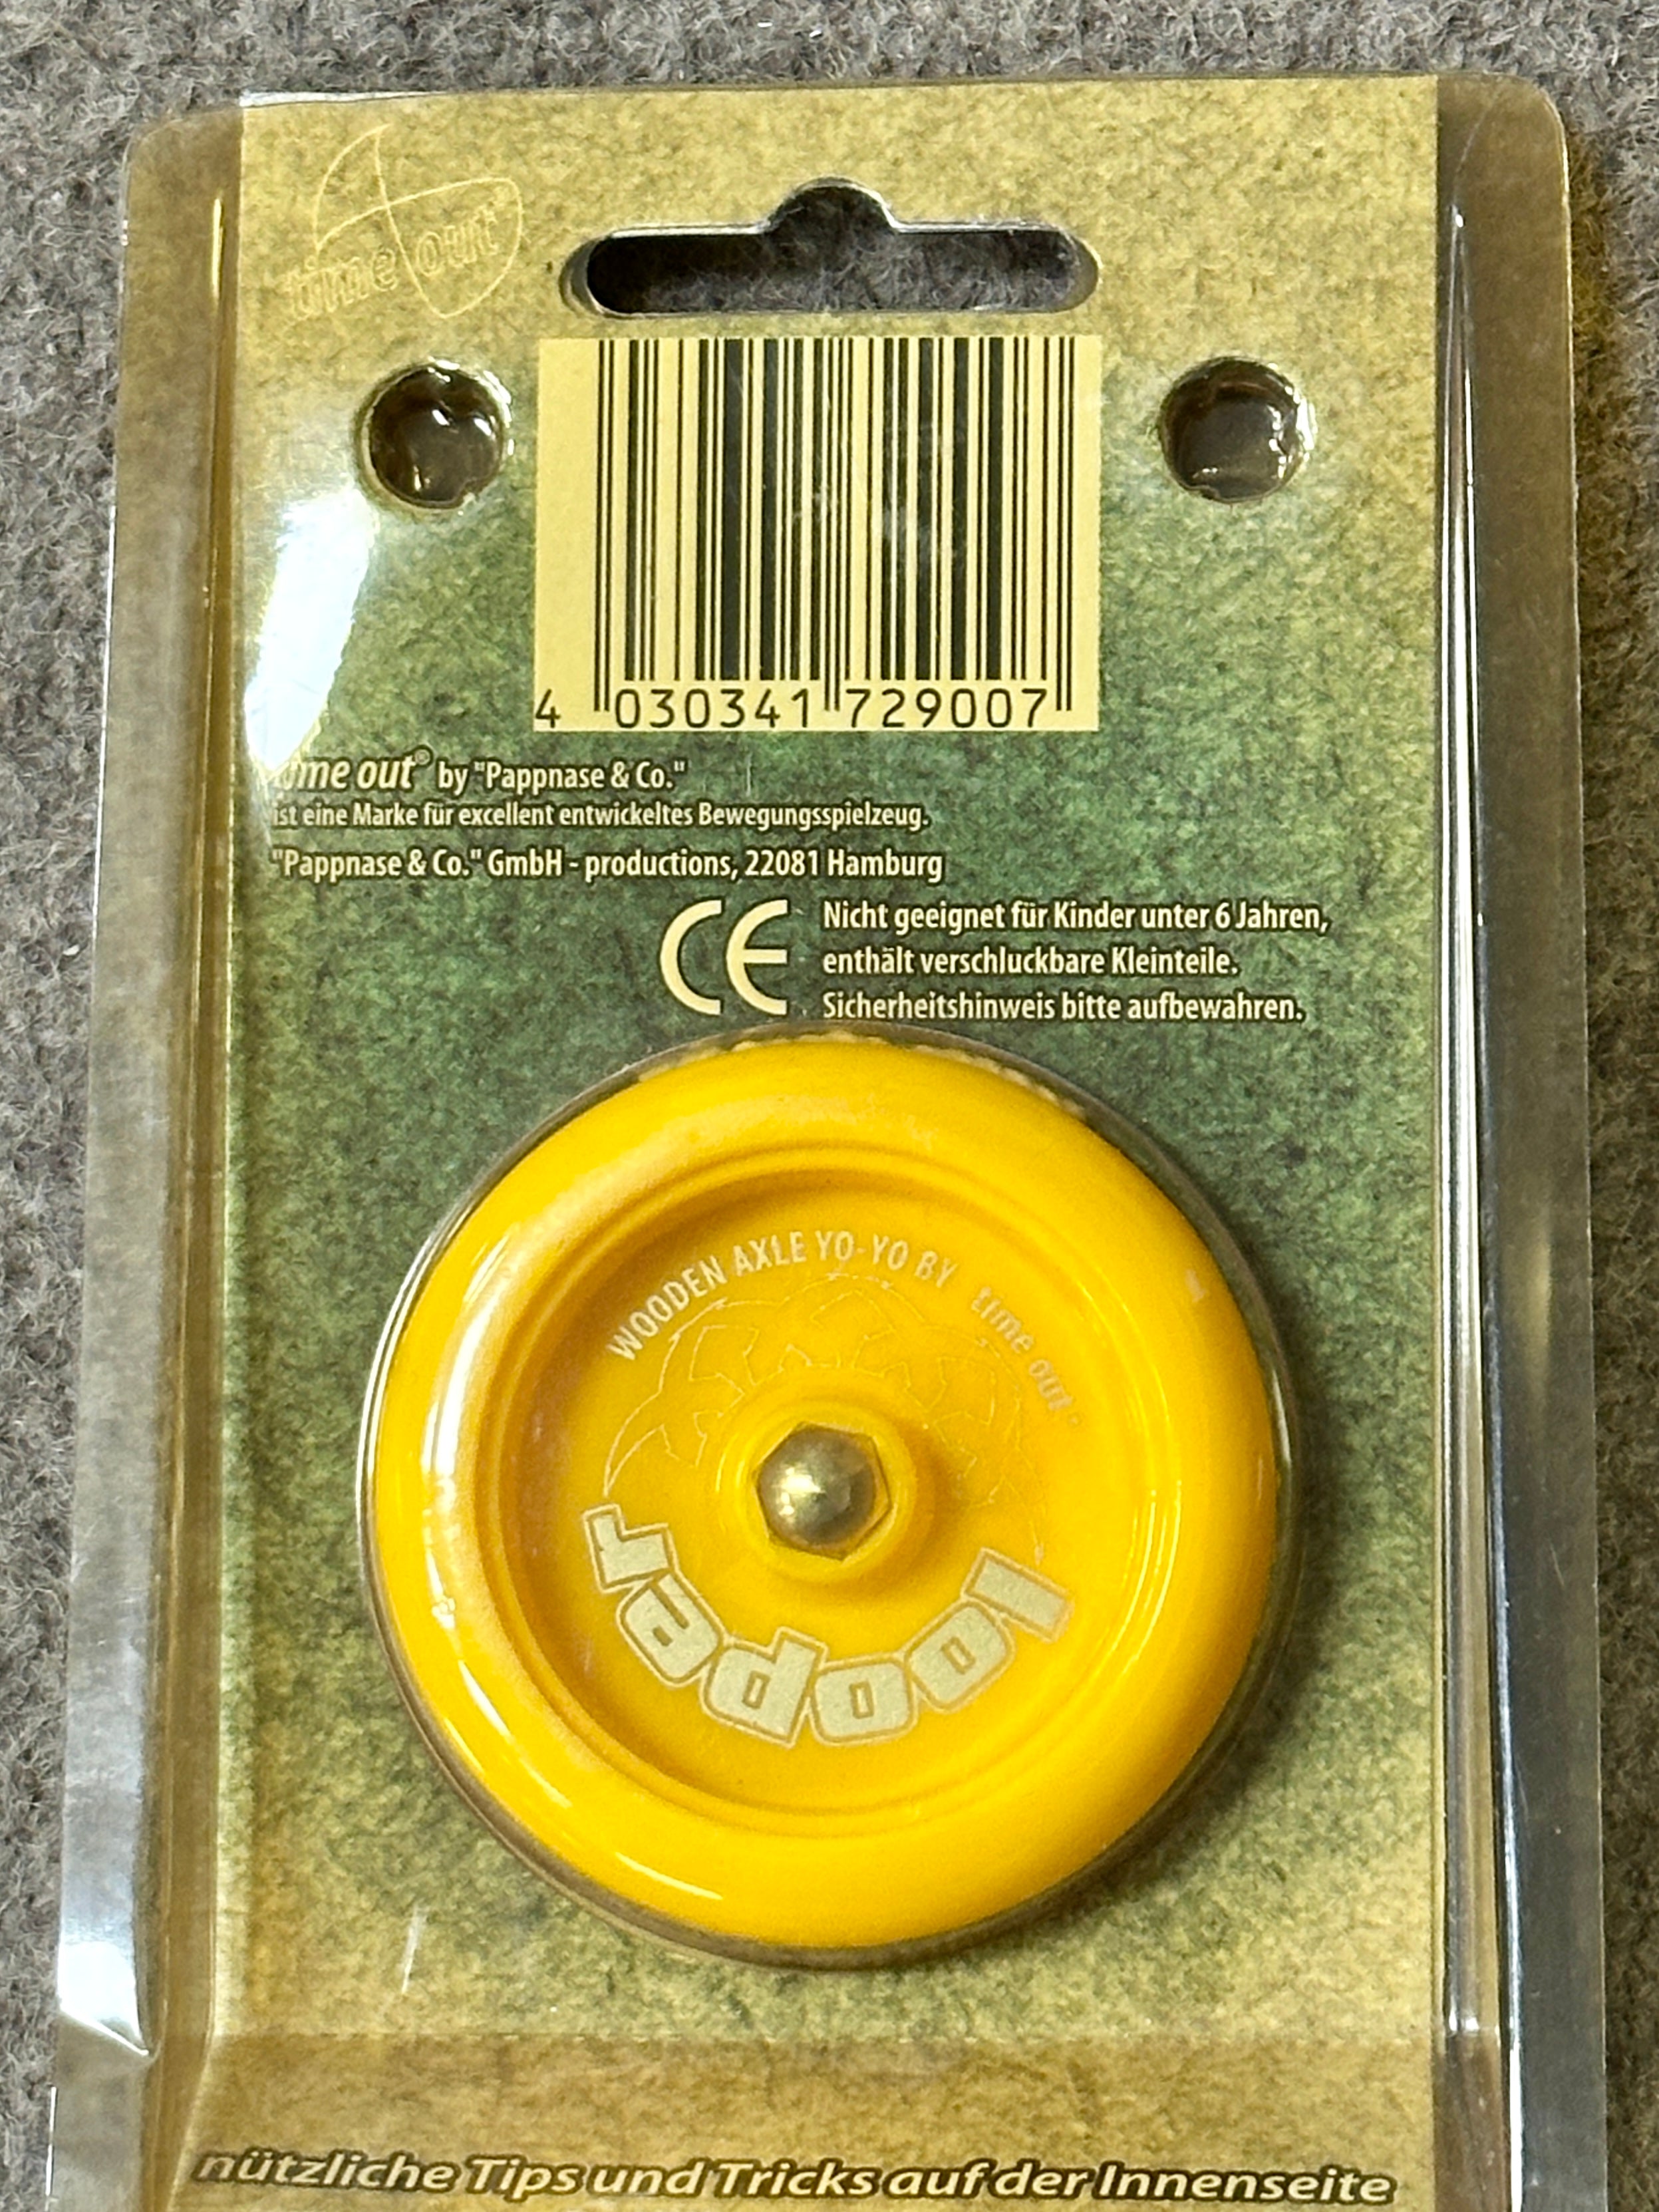 time out®
4 030341 729007
time out® by "Pappnase & Co."
ist eine Marke für excellent entwickeltes Bewegungsspielzeug.
"Pappnase & Co." GmbH - productions, 22081 Hamburg
CE
Nicht geeignet für Kinder unter 6 Jahren,
enthält verschluckbare Kleinteile.
Sicherheitshinweis bitte aufbewahren.
WOODEN AXLE YO-YO BY time out®
looper
nützliche Tips und Tricks auf der Innenseite